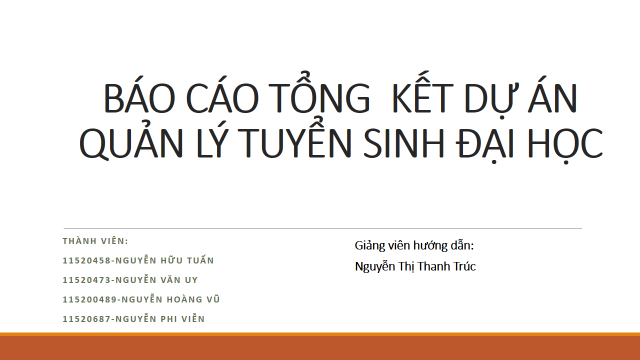 BÁO CÁO TỔNG KẾT DỰ ÁN
QUẢN LÝ TUYỂN SINH ĐẠI HỌC
THÀNH VIÊN:
11520458-NGUYỄN HỮU TUẤN
11520473-NGUYỄN VĂN UY
115200489-NGUYỄN HOÀNG VŨ
11520687-NGUYỄN PHI VIỄN
Giảng viên hướng dẫn:
Nguyễn Thị Thanh Trúc